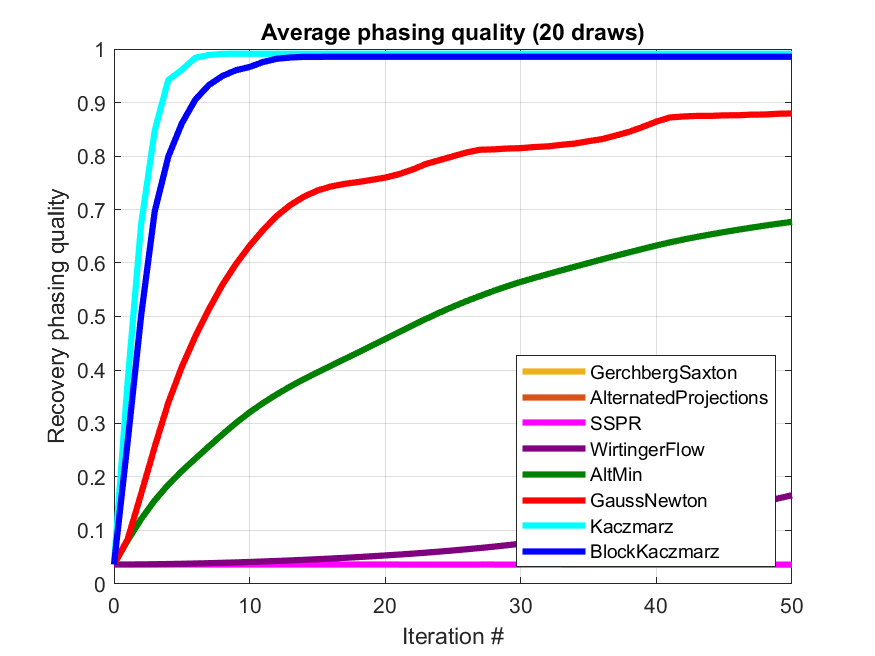 Average phasing quality (20 draws)
1
0.9
0.8
0.7
0.6
0.5
0.4
0.3
0.2
0.1
0
Recovery phasing quality
GerchbergSaxton
AlternatedProjections
SSPR
WirtingerFlow
AltMin
GaussNewton
Kaczmarz
BlockKaczmarz
0 10 20 30 40 50
Iteration #